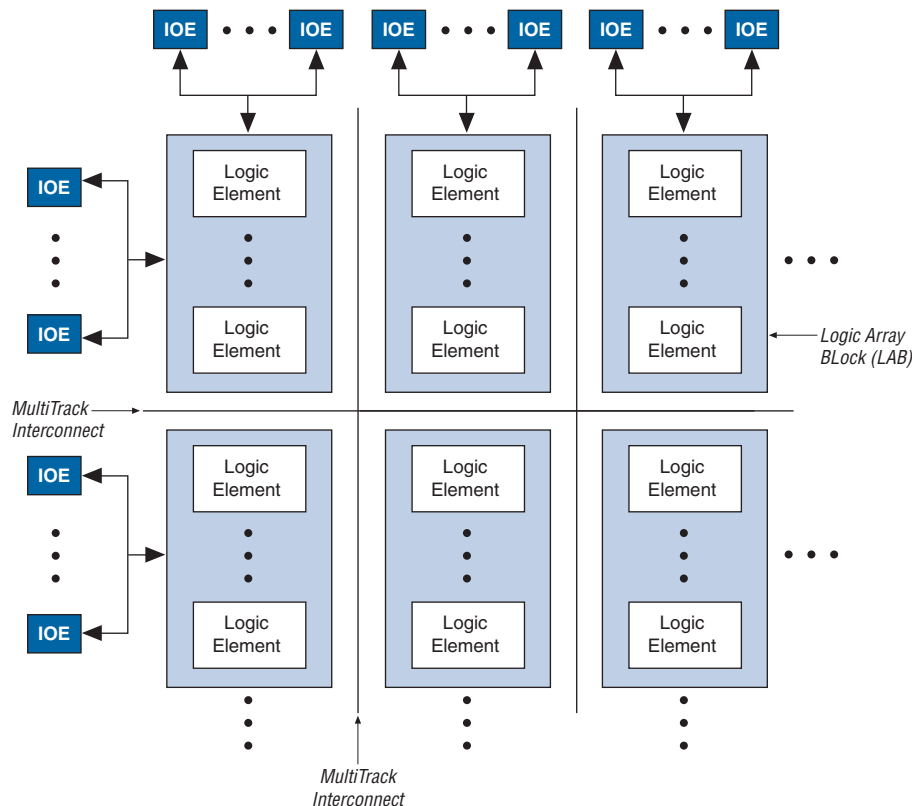 IOE IOE IOE IOE IOE IOE
Logic Logic Logic
Element Element Element
IOE
IOE
Logic Logic Logic
Element Element Element
Logic Array
BLock (LAB)
MultiTrack
Interconnect
Logic Logic Logic
Element Element Element
IOE
IOE
Logic Logic Logic
Element Element Element
MultiTrack
Interconnect